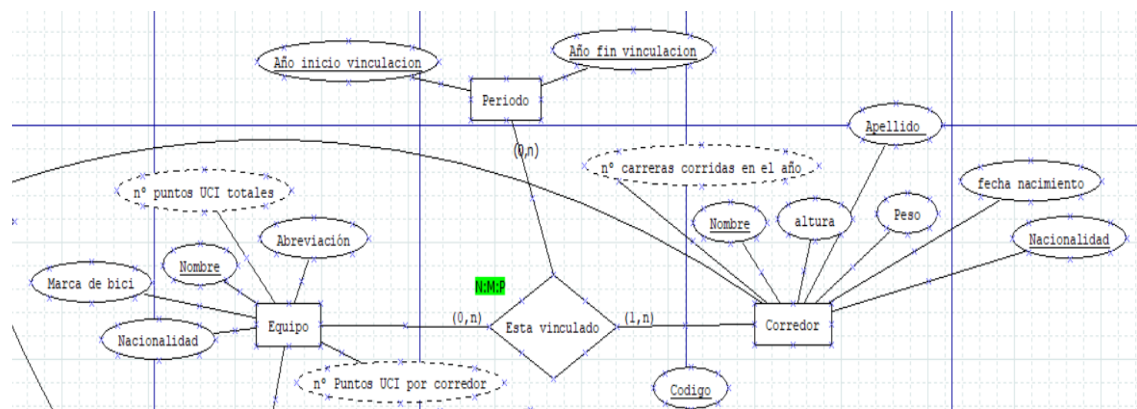 Año inicio vinculacion
Año fin vinculacion
Periodo
(0,n)
Apellido
nº carreras corridas en el año
nº puntos UCI totales
fecha nacimiento
Nombre
altura
Peso
Abreviación
Nacionalidad
Nombre
Marca de bici
N:M:P
Equipo
(0,n)
Esta vinculado
(1,n)
Corredor
Nacionalidad
nº Puntos UCI por corredor
Codigo